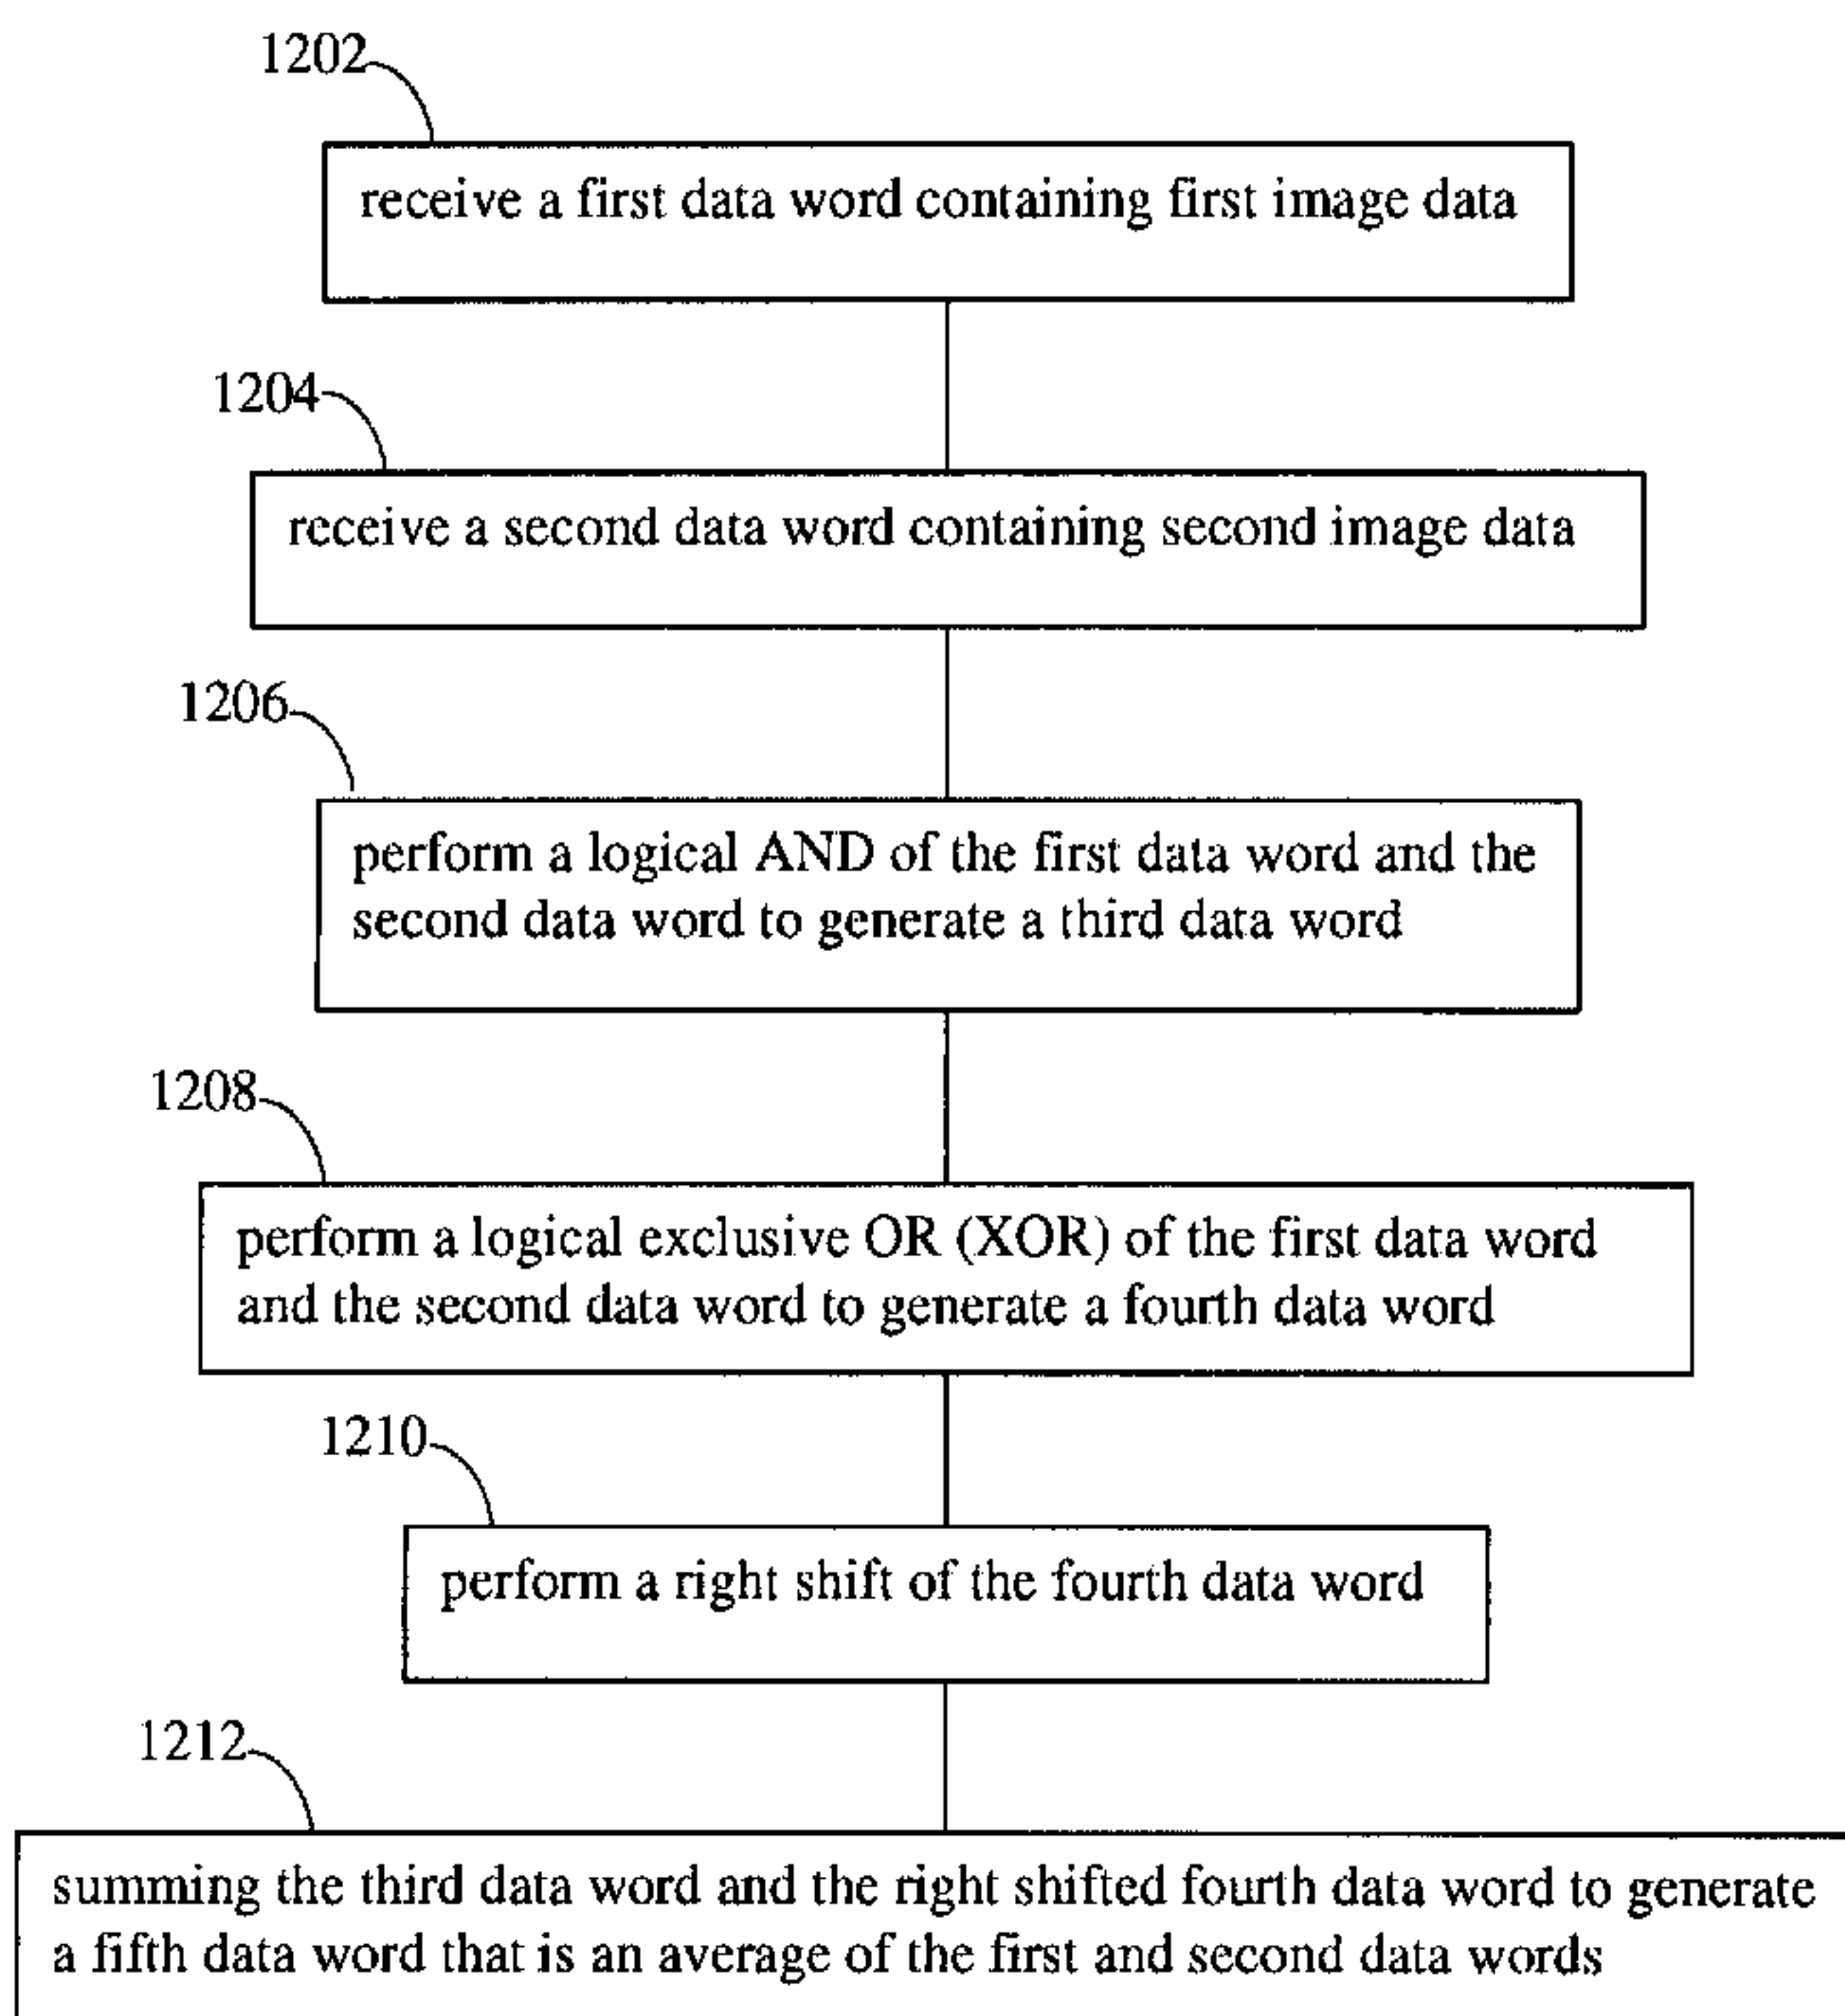 1202
receive a first data word containing first image data
1204
receive a second data word containing second image data
1206
perform a logical AND of the first data word and the
second data word to generate a third data word
1208
perform a logical exclusive OR (XOR) of the first data word
and the second data word to generate a fourth data word
1210
perform a right shift of the fourth data word
1212
summing the third data word and the right shifted fourth data word to generate
a fifth data word that is an average of the first and second data words